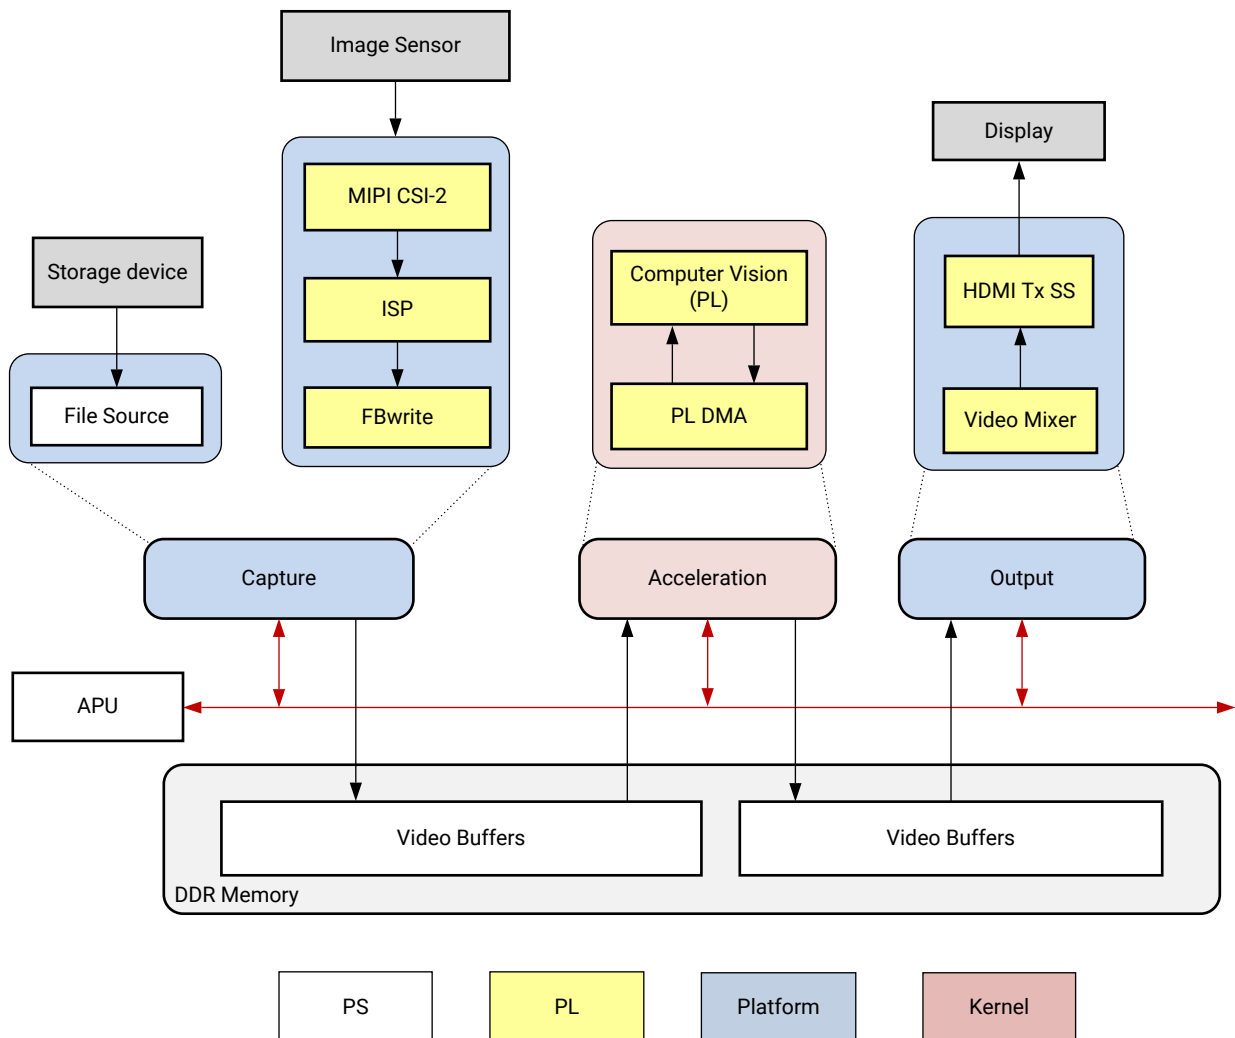 Image Sensor
Display
MIPI CSI-2
Storage device
ISP
Computer Vision
(PL)
HDMI Tx SS
File Source
FBwrite
PL DMA
Video Mixer
Capture
Acceleration
Output
APU
Video Buffers
Video Buffers
DDR Memory
PS
PL
Platform
Kernel